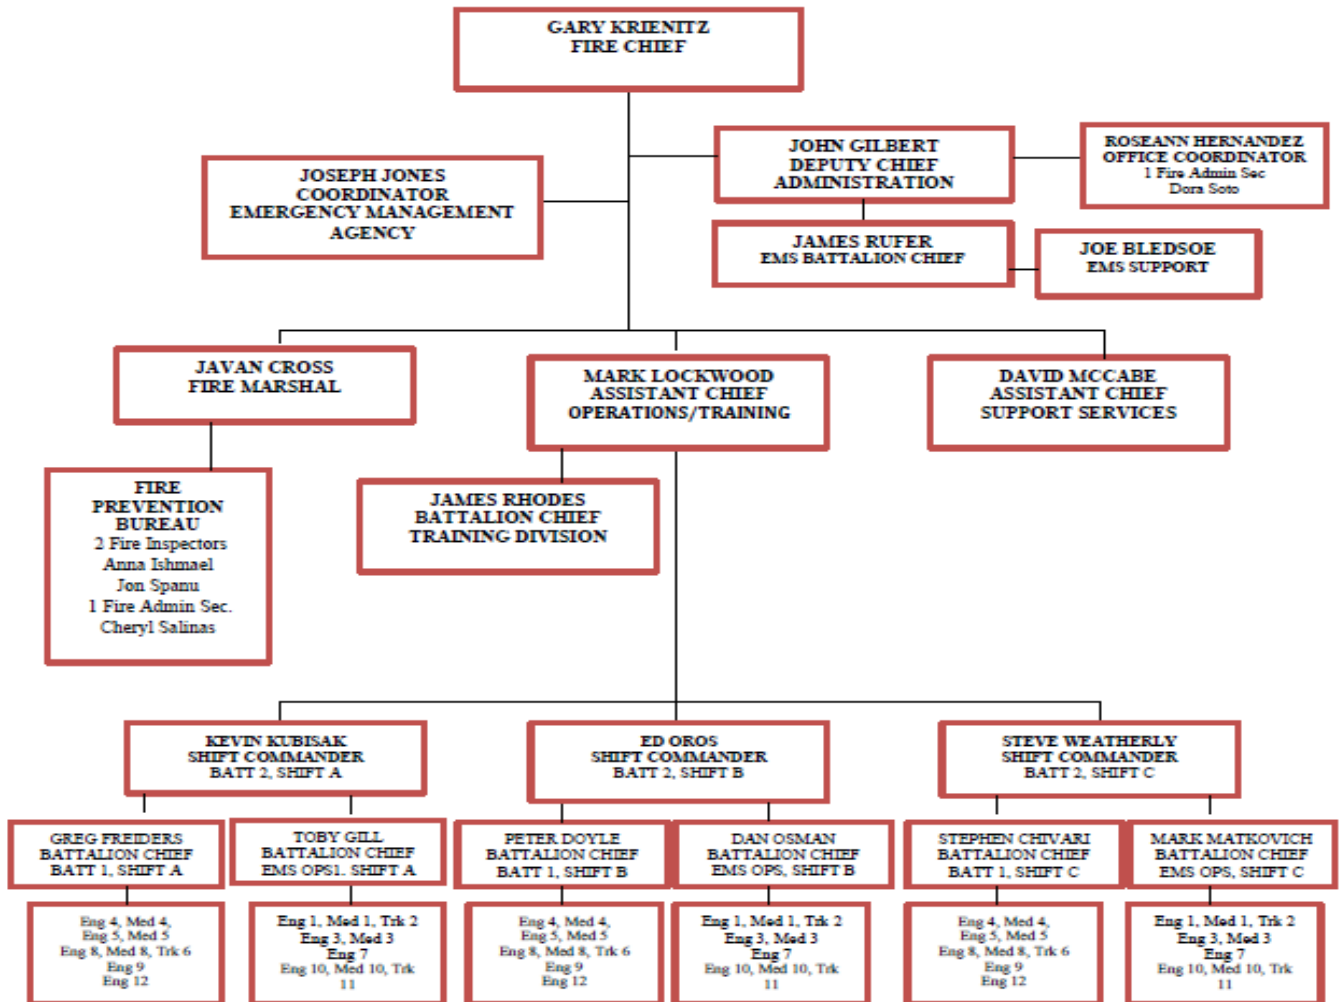 GARY KRIENITZ
FIRE CHIEF
JOHN GILBERT
DEPUTY CHIEF
ADMINISTRATION
ROSEANN HERNANDEZ
OFFICE COORDINATOR
1 Fire Admin Sec
Dora Soto
JOSEPH JONES
COORDINATOR
EMERGENCY MANAGEMENT
AGENCY
JAMES RUFER
EMS BATTALION CHIEF
JOE BLEDSOE
EMS SUPPORT
JAVAN CROSS
FIRE MARSHAL
MARK LOCKWOOD
ASSISTANT CHIEF
OPERATIONS/TRAINING
DAVID MCCABE
ASSISTANT CHIEF
SUPPORT SERVICES
FIRE
PREVENTION
BUREAU
2 Fire Inspectors
Anna Ishmael
Jon Spanu
1 Fire Admin Sec.
Cheryl Salinas
JAMES RHODES
BATTALION CHIEF
TRAINING DIVISION
KEVIN KUBISAK
SHIFT COMMANDER
BATT 2, SHIFT A
ED OROS
SHIFT COMMANDER
BATT 2, SHIFT B
STEVE WEATHERLY
SHIFT COMMANDER
BATT 2, SHIFT C
GREG FREIDERS
BATTALION CHIEF
BATT 1, SHIFT A
TOBY GILL
BATTALION CHIEF
EMS OPS1. SHIFT A
PETER DOYLE
BATTALION CHIEF
BATT 1, SHIFT B
DAN OSMAN
BATTALION CHIEF
EMS OPS, SHIFT B
STEPHEN CHIVARI
BATTALION CHIEF
BATT 1, SHIFT C
MARK MATKOVICH
BATTALION CHIEF
EMS OPS, SHIFT C
Eng 4, Med 4,
Eng 5, Med 5
Eng 8, Med 8, Trk 6
Eng 9
Eng 12
Eng 1, Med 1, Trk 2
Eng 3, Med 3
Eng 7
Eng 10, Med 10, Trk
11
Eng 4, Med 4,
Eng 5, Med 5
Eng 8, Med 8, Trk 6
Eng 9
Eng 12
Eng 1, Med 1, Trk 2
Eng 3, Med 3
Eng 7
Eng 10, Med 10, Trk
11
Eng 4, Med 4,
Eng 5, Med 5
Eng 8, Med 8, Trk 6
Eng 9
Eng 12
Eng 1, Med 1, Trk 2
Eng 3, Med 3
Eng 7
Eng 10, Med 10, Trk
11